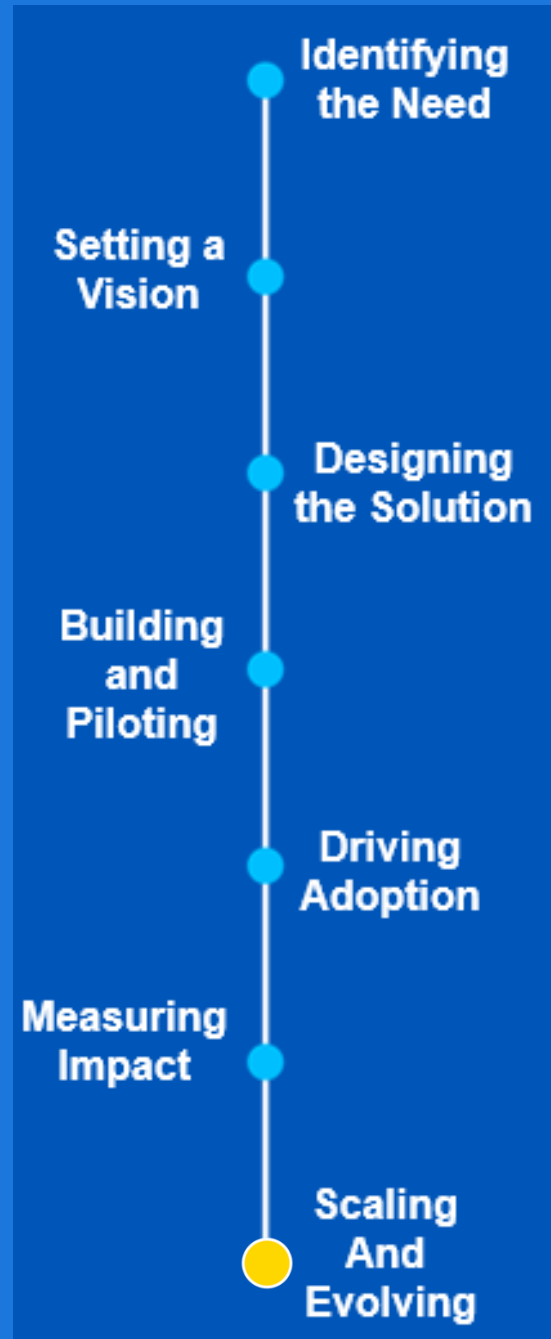 Identifying
the Need
Setting a
Vision
Designing
the Solution
Building
and
Piloting
Driving
Adoption
Measuring
Impact
Scaling
And
Evolving